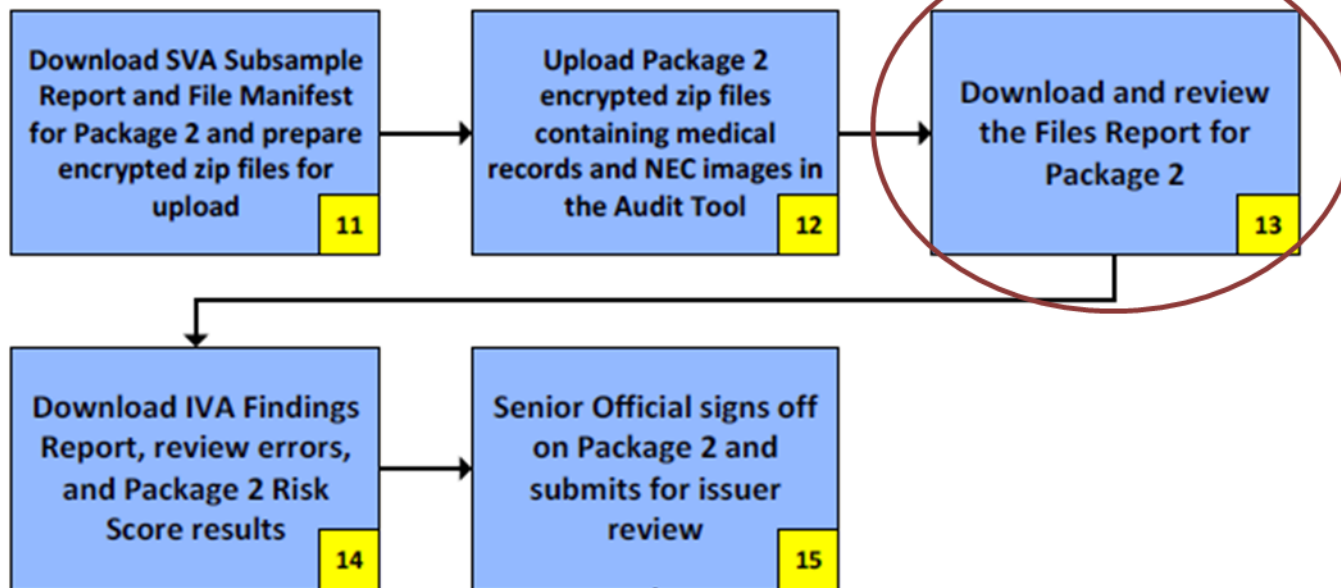 Download SVA Subsample
Report and File Manifest
for Package 2 and prepare
encrypted zip files for
upload
11
Upload Package 2
encrypted zip files
containing medical
records and NEC images in
the Audit Tool
12
Download and review
the Files Report for
Package 2
13
Download IVA Findings
Report, review errors,
and Package 2 Risk
Score results
14
Senior Official signs off
on Package 2 and
submits for issuer
review
15